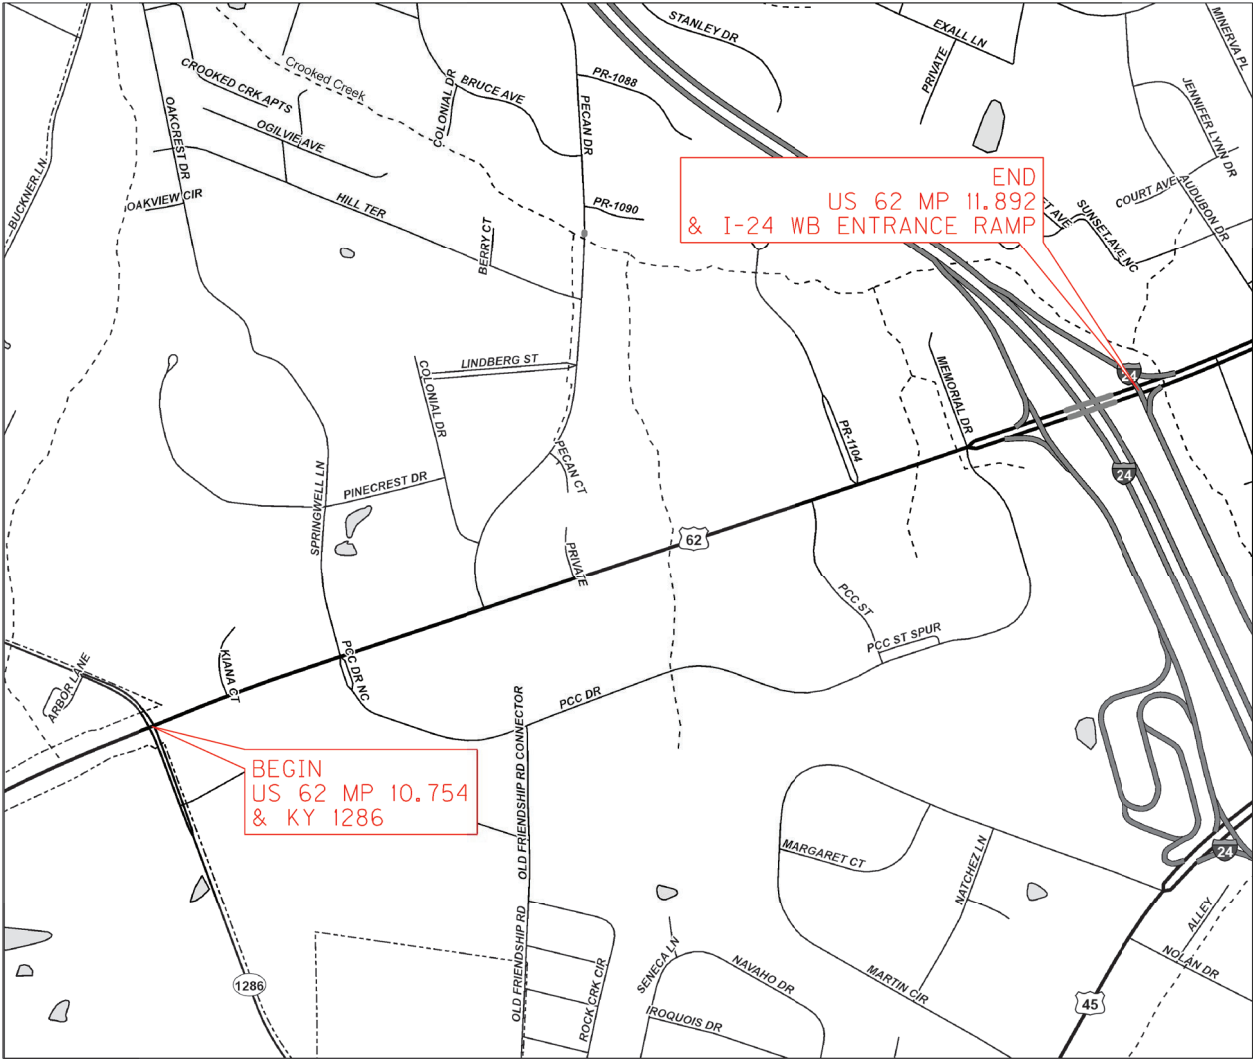 STANLEY DR
EXALL LN
MINERVA PL
PRIVATE
Crooked Creek
CROOKED CRK APTS
COLONIAL DR
BRUCE AVE
PR-1088
PECAN DR
JENNIFER LYNN DR
OAKCREST DR
OGILVIE AVE
BUCKNER LN
OAKVIEW CIR
HILL TER
BERRY CT
PR-1090
END
US 62 MP 11.892
& I-24 WB ENTRANCE RAMP
COURT AVE
AUDUBON DR
SUNSET AVE NC
LINDBERG ST
COLONIAL DR
MEMORIAL DR
24
PR-1104
PECAN CT
24
PINECREST DR
SPRINGWELL LN
62
PRIVATE
PCC ST
PCC ST SPUR
ARBOR LANE
KIANA CT
PCC DR NC
PCC DR
OLD FRIENDSHIP RD CONNECTOR
BEGIN
US 62 MP 10.754
& KY 1286
MARGARET CT
NATCHEZ LN
24
ALLEY
NOLAN DR
OLD FRIENDSHIP RD
ROCK CRK CIR
SENECA LN
NAVAHO DR
MARTIN CIR
IROQUOIS DR
1286
45